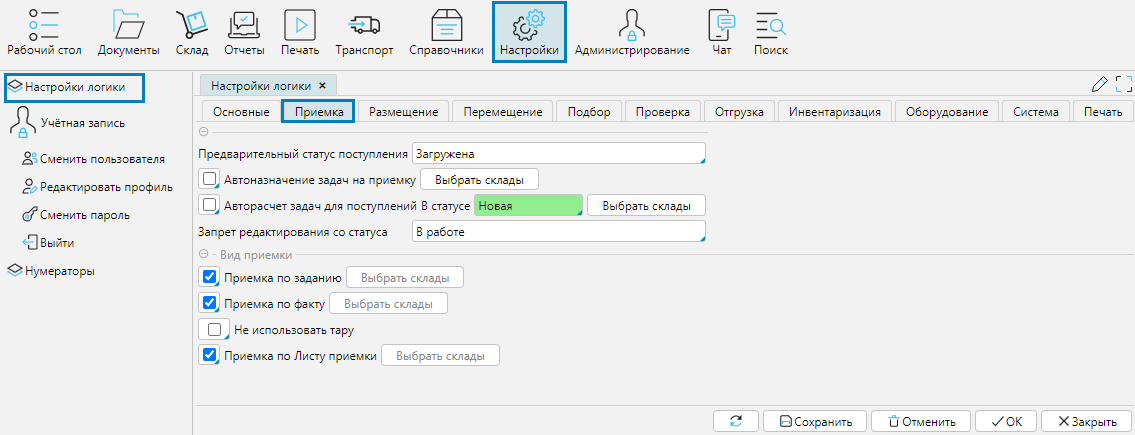 Рабочий стол Документы Склад Отчеты Печать Транспорт Справочники Настройки Администрирование Чат Поиск
Настройки логики
Учётная запись
Сменить пользователя
Редактировать профиль
Сменить пароль
Выйти
Нумераторы
Настройки логики ×
Основные Приемка Размещение Перемещение Подбор Проверка Отгрузка Инвентаризация Оборудование Система Печать
Предварительный статус поступления Загружена
Автоназначение задач на приемку Выбрать склады
Авторасчет задач для поступлений В статусе Новая Выбрать склады
Запрет редактирования со статуса В работе
Вид приемки
Приемка по заданию Выбрать склады
Приемка по факту Выбрать склады
Не использовать тару
Приемка по Листу приемки Выбрать склады
Сохранить Отменить ОК Закрыть